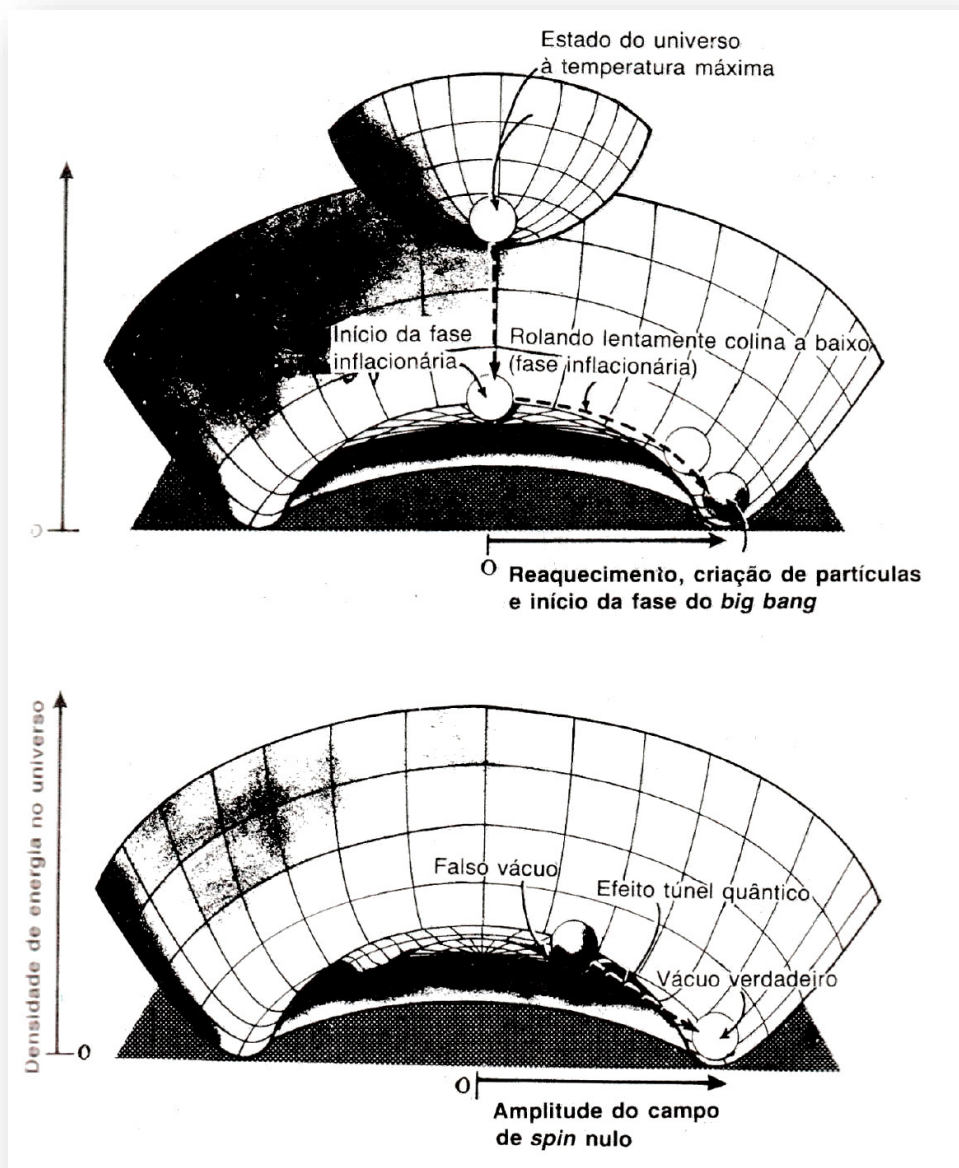 Estado do universo
à temperatura máxima
Início da fase
inflacionária
Rolando lentamente colina a baixo
(fase inflacionária)
0
0
Reaquecimento, criação de partículas
e início da fase do big bang
Densidade de energia no universo
Falso vácuo
Efeito túnel quântico
Vácuo verdadeiro
0
0
Amplitude do campo
de spin nulo